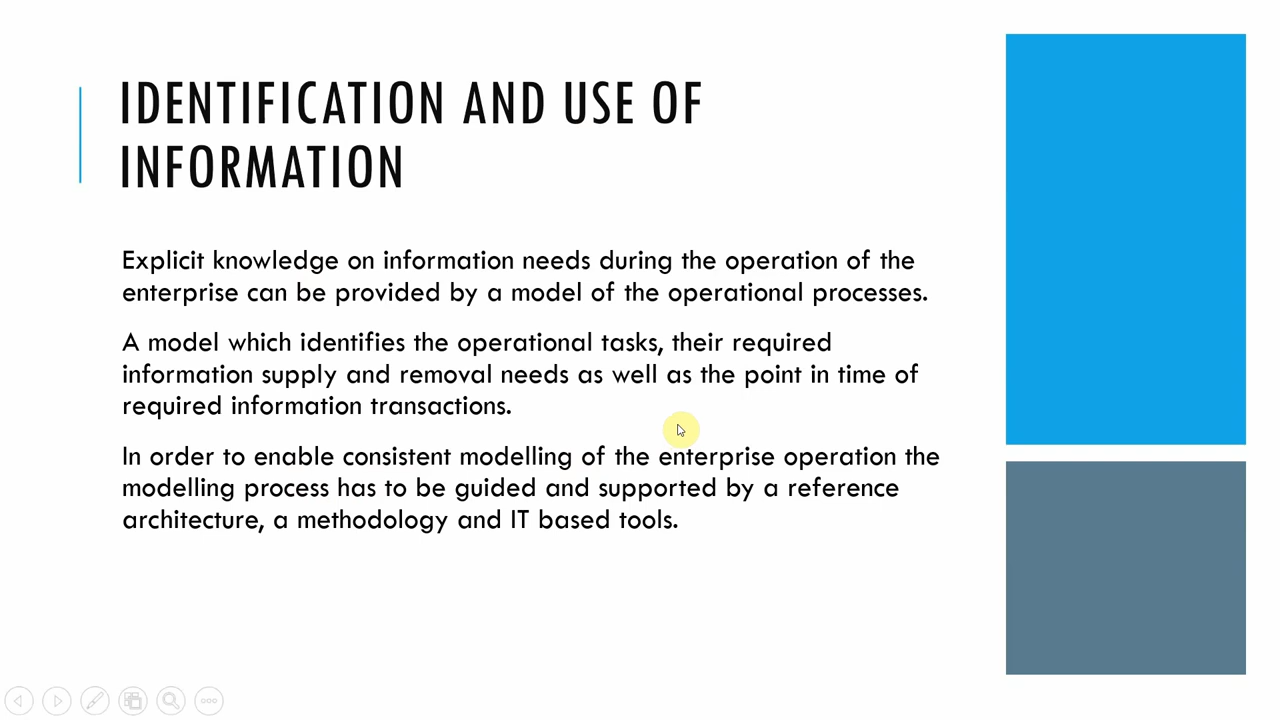 IDENTIFICATION AND USE OF
INFORMATION
Explicit knowledge on information needs during the operation of the
enterprise can be provided by a model of the operational processes.
A model which identifies the operational tasks, their required
information supply and removal needs as well as the point in time of
required information transactions.
In order to enable consistent modelling of the enterprise operation the
modelling process has to be guided and supported by a reference
architecture, a methodology and IT based tools.